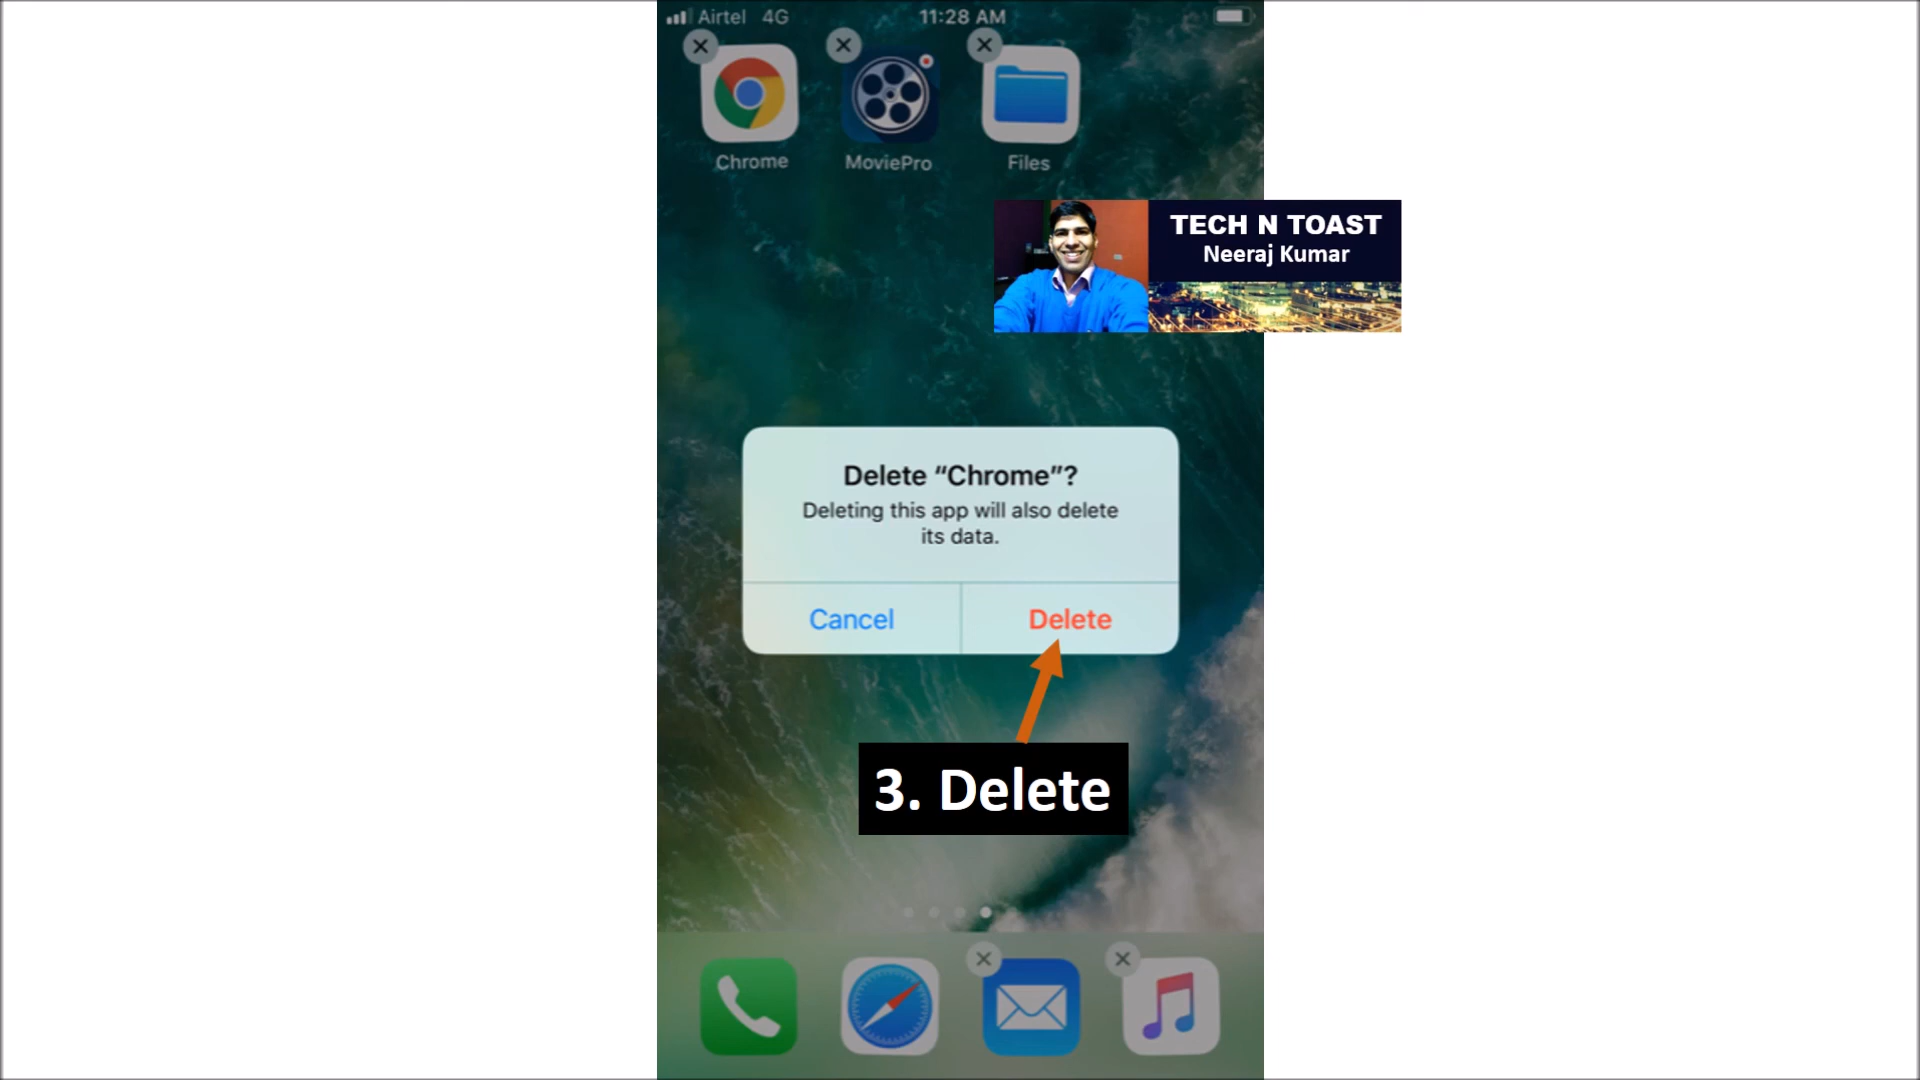 Airtel 4G 11:28 AM
Chrome MoviePro Files
TECH N TOAST
Neeraj Kumar
Delete “Chrome”?
Deleting this app will also delete
its data.
Cancel Delete
3. Delete